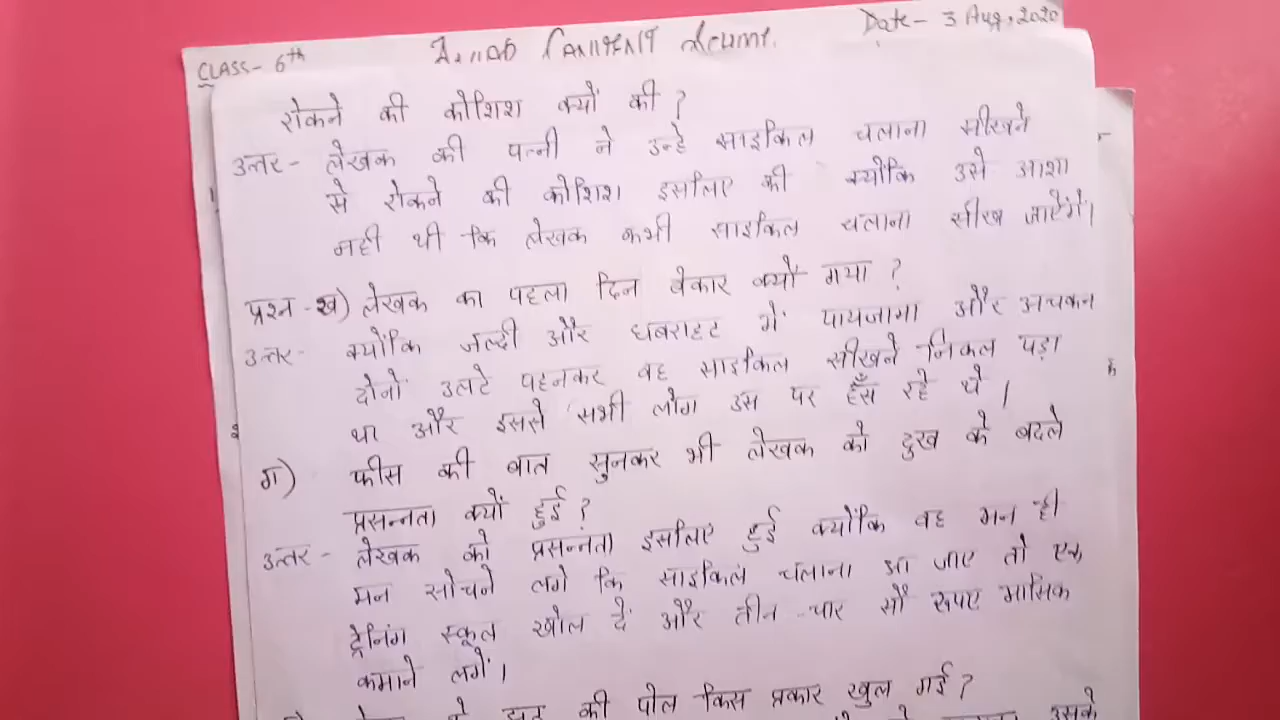 CLASS- 6th
Date- 3 Aug, 2020
रोकने की कोशिश क्यों की ?
उत्तर - लेखक की पत्नी ने उन्हे साइकिल चलाना सीखने
से रोकने की कोशिश इसलिए की क्योंकि उसे आशा
नही थी कि लेखक कभी साइकिल चलाना सीख जाऐंगें।
प्रश्न - ख) लेखक का पहला दिन बेकार क्यों गया ?
उत्तर - क्योंकि जल्दी और घबराहट में पायजामा और अचकन
दोनों उलटे पहनकर वह साइकिल सीखने निकल पड़ा
था और इससे सभी लोग उस पर हँस रहे थे।
ग) फीस की बात सुनकर भी लेखक को दुख के बदले
प्रसन्नता क्यों हुई ?
उत्तर - लेखक को प्रसन्नता इसलिए हुई क्योंकि वह मन ही
मन सोचने लगे कि साइकिल चलाना आ जाए तो एक
ट्रेनिंग स्कूल खोल दें और तीन -चार सौ रूपए मासिक
कमाने लगें।
की पोल किस प्रकार खुल गई ?
उसके